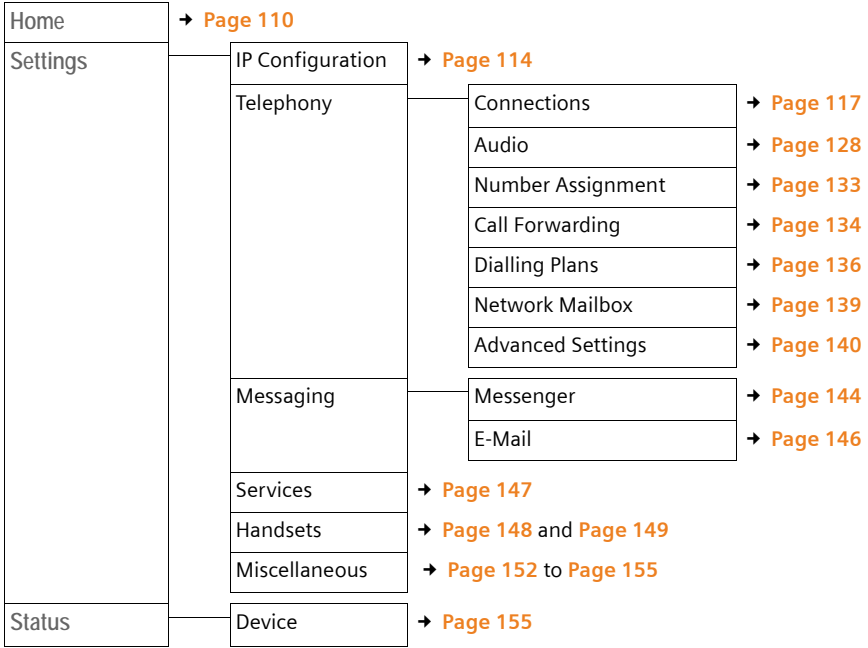 Home → Page 110
Settings IP Configuration → Page 114
Telephony Connections → Page 117
Audio → Page 128
Number Assignment → Page 133
Call Forwarding → Page 134
Dialling Plans → Page 136
Network Mailbox → Page 139
Advanced Settings → Page 140
Messaging Messenger → Page 144
E-Mail → Page 146
Services → Page 147
Handsets → Page 148 and Page 149
Miscellaneous → Page 152 to Page 155
Status Device → Page 155